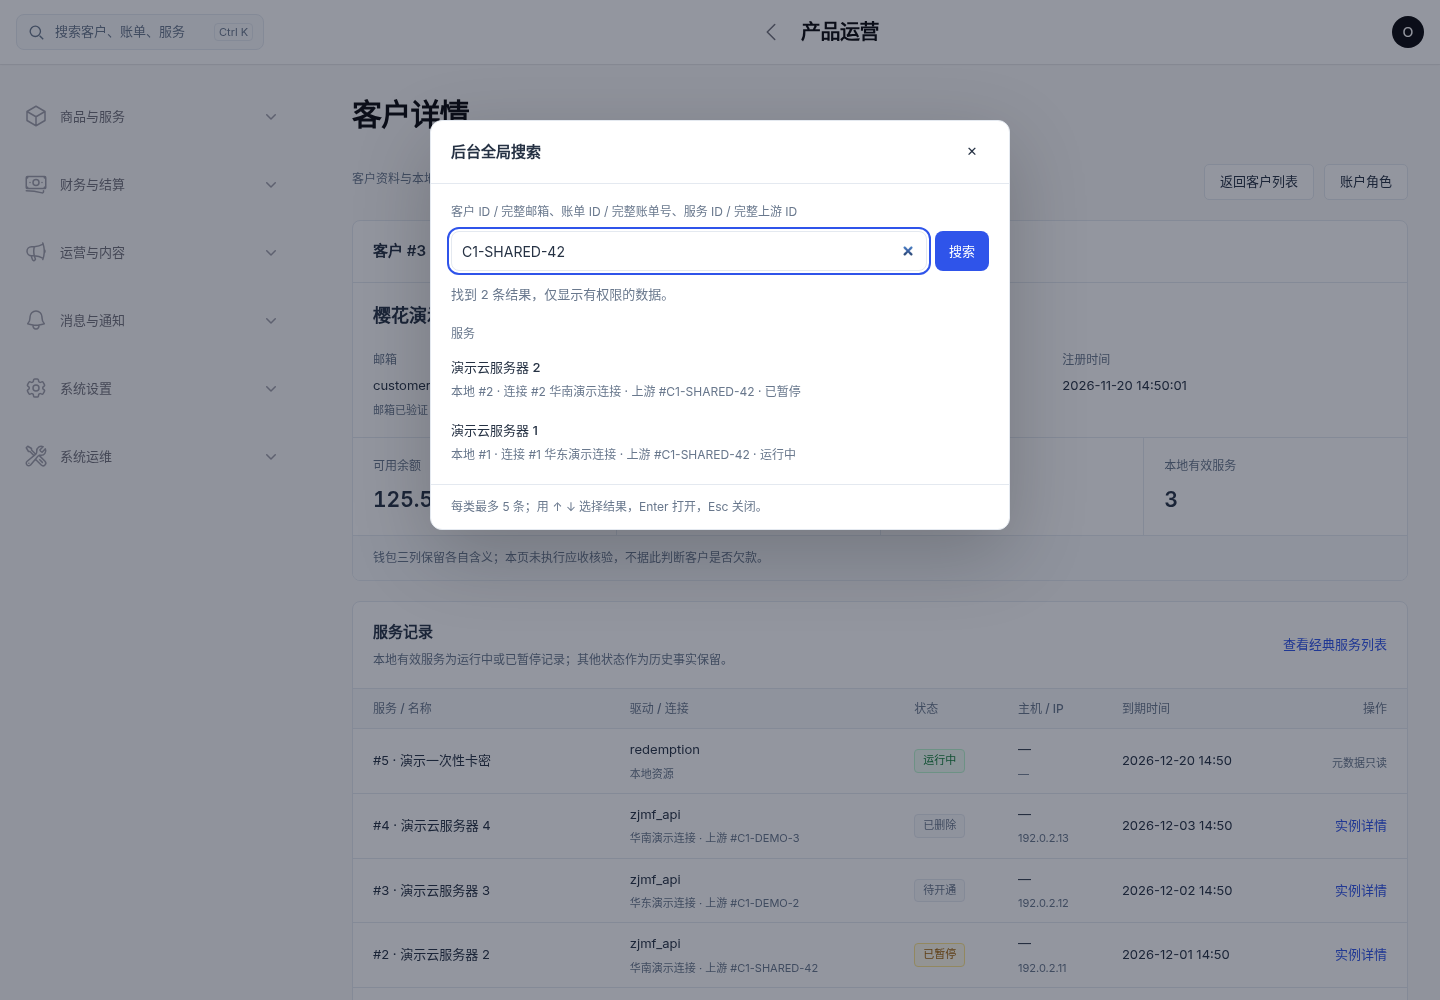 搜索客户、账单、服务 Ctrl K
产品运营
O
商品与服务
财务与结算
运营与内容
消息与通知
系统设置
系统运维
客户详情
客户资料与本地
返回客户列表
账户角色
客户 #3
樱花演
邮箱
注册时间
customer
2026-11-20 14:50:01
邮箱已验证
可用余额
本地有效服务
125.5
3
钱包三列保留各自含义；本页未执行应收核验，不据此判断客户是否欠款。
后台全局搜索
×
客户 ID / 完整邮箱、账单 ID / 完整账单号、服务 ID / 完整上游 ID
C1-SHARED-42
搜索
找到 2 条结果，仅显示有权限的数据。
服务
演示云服务器 2
本地 #2 · 连接 #2 华南演示连接 · 上游 #C1-SHARED-42 · 已暂停
演示云服务器 1
本地 #1 · 连接 #1 华东演示连接 · 上游 #C1-SHARED-42 · 运行中
每类最多 5 条；用 ↑ ↓ 选择结果，Enter 打开，Esc 关闭。
服务记录
本地有效服务为运行中或已暂停记录；其他状态作为历史事实保留。
查看经典服务列表
服务 / 名称 驱动 / 连接 状态 主机 / IP 到期时间 操作
#5 · 演示一次性卡密 redemption 运行中 — 2026-12-20 14:50 元数据只读
本地资源 —
#4 · 演示云服务器 4 zjmf_api 已删除 — 2026-12-03 14:50 实例详情
华南演示连接 · 上游 #C1-DEMO-3 192.0.2.13
#3 · 演示云服务器 3 zjmf_api 待开通 — 2026-12-02 14:50 实例详情
华东演示连接 · 上游 #C1-DEMO-2 192.0.2.12
#2 · 演示云服务器 2 zjmf_api 已暂停 — 2026-12-01 14:50 实例详情
华南演示连接 · 上游 #C1-SHARED-42 192.0.2.11